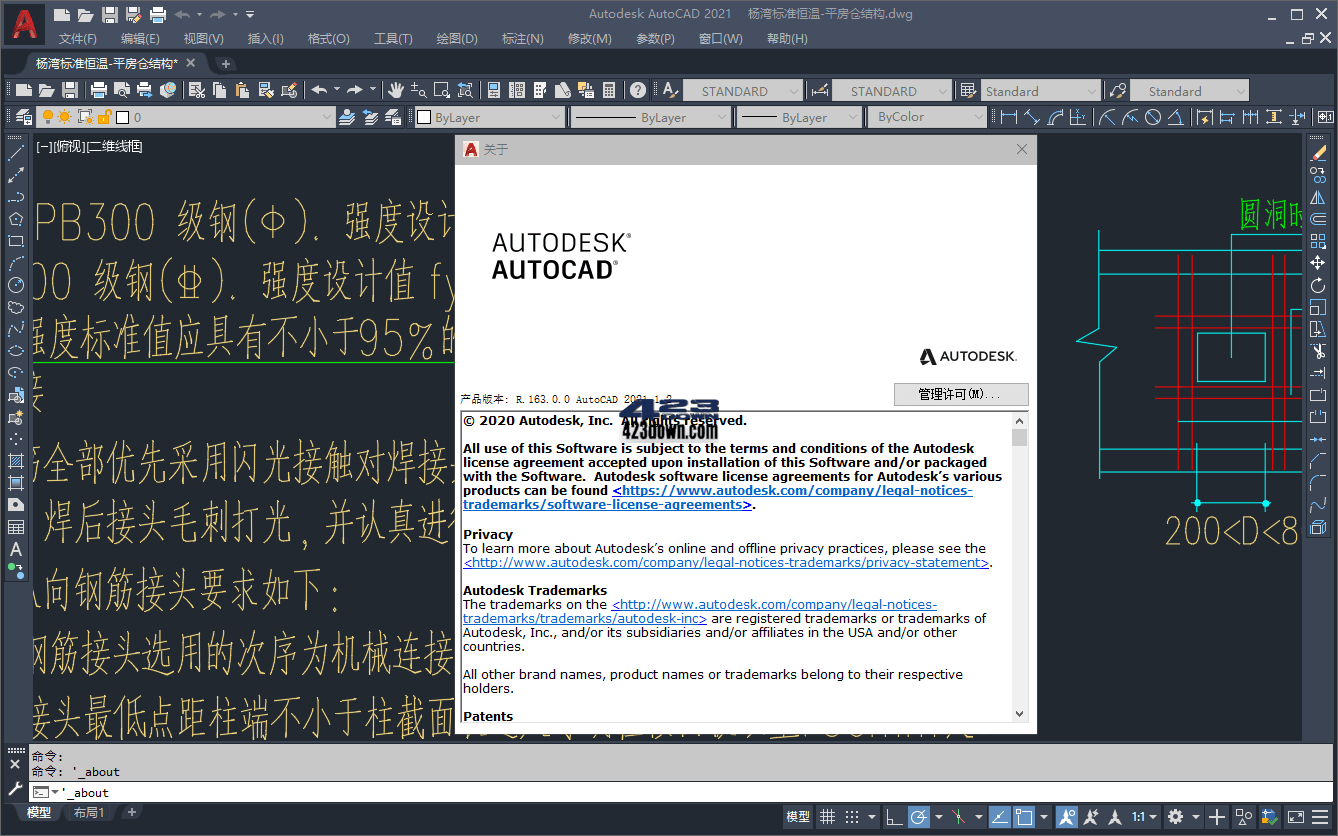 Autodesk AutoCAD 2021 杨湾标准恒温-平房仓结构.dwg
文件(F) 编辑(E) 视图(V) 插入(I) 格式(O) 工具(T) 绘图(D) 标注(N) 修改(M) 参数(P) 窗口(W) 帮助(H)
杨湾标准恒温-平房仓结构*
STANDARD STANDARD Standard Standard
0 ByLayer ByLayer ByLayer ByColor
[−][俯视][二维线框]
PB300 级钢(Φ). 强度设计
级钢( ). 强度设计值 fy
强度标准值应具有不小于95%的
接
全部优先采用闪光接触对焊接
焊后接头毛刺打光, 并认真进行
向钢筋接头要求如下:
钢筋接头选用的次序为机械连接
接头最低点距柱端不小于柱截面
圆洞时
200<D<8
关于
AUTODESK®
AUTOCAD®
AUTODESK.
产品版本: R.163.0.0 AutoCAD 2021.1.2
管理许可(M)...
423down.com
© 2020 Autodesk, Inc. All rights reserved.
All use of this Software is subject to the terms and conditions of the Autodesk
license agreement accepted upon installation of this Software and/or packaged
with the Software. Autodesk software license agreements for Autodesk's various
products can be found <https://www.autodesk.com/company/legal-notices-
trademarks/software-license-agreements>.
Privacy
To learn more about Autodesk's online and offline privacy practices, please see the
<http://www.autodesk.com/company/legal-notices-trademarks/privacy-statement>.
Autodesk Trademarks
The trademarks on the <http://www.autodesk.com/company/legal-notices-
trademarks/trademarks/autodesk-inc> are registered trademarks or trademarks of
Autodesk, Inc., and/or its subsidiaries and/or affiliates in the USA and/or other
countries.
All other brand names, product names or trademarks belong to their respective
holders.
Patents
命令:
命令: '_about
'_about
模型 布局1
模型 1:1